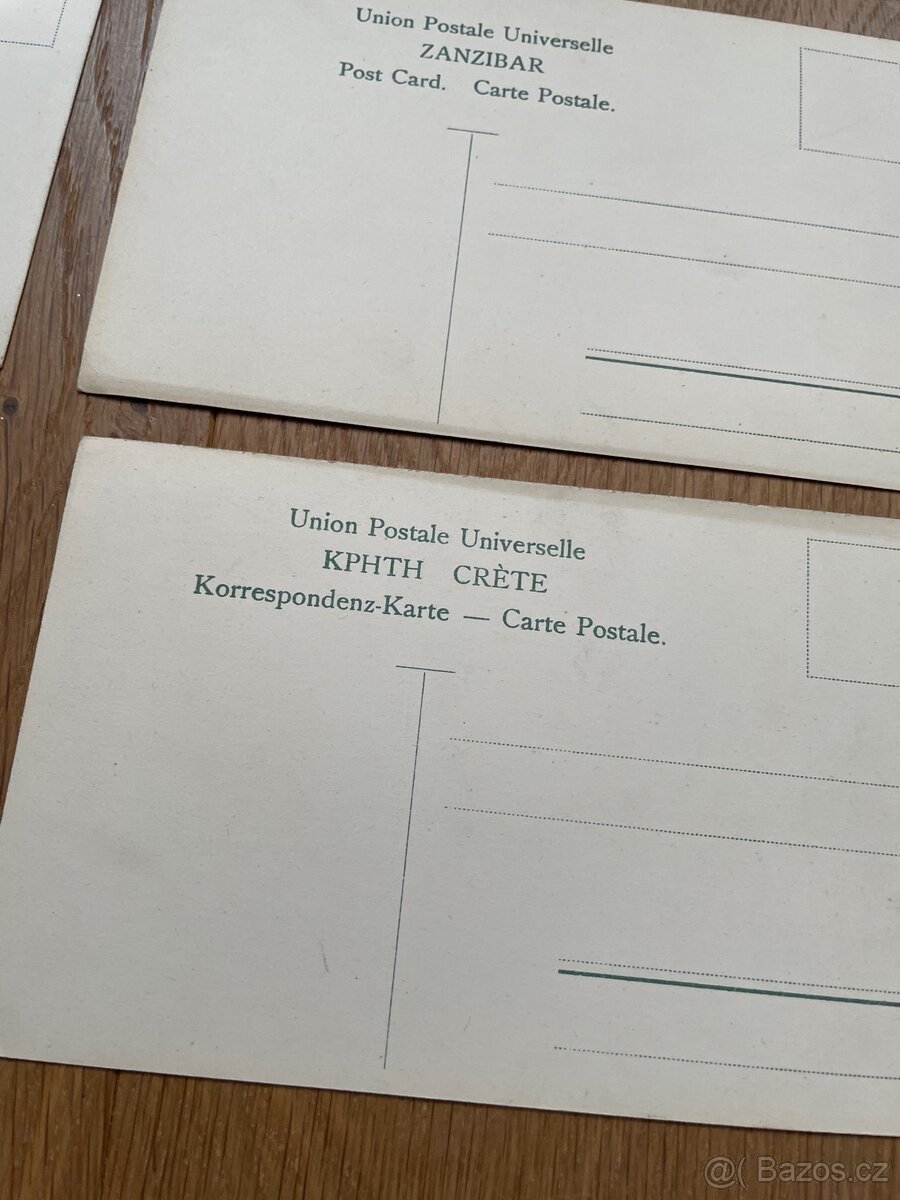 Union Postale Universelle
ZANZIBAR
Post Card. Carte Postale.
Union Postale Universelle
ΚΡΗΤΗ CRÈTE
Korrespondenz-Karte — Carte Postale.
@( Bazos.cz